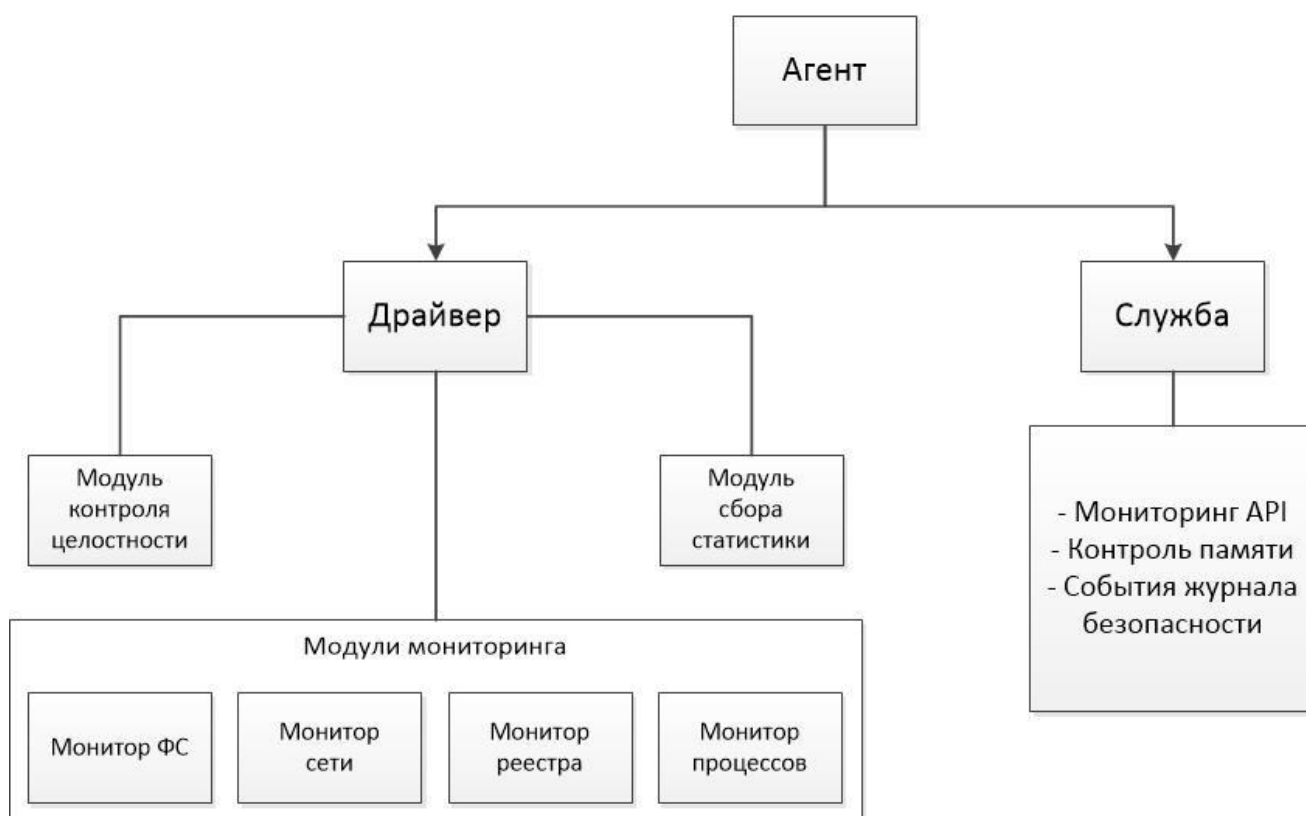 Агент
Драйвер
Служба
Модуль
контроля
целостности
Модуль
сбора
статистики
- Мониторинг API
- Контроль памяти
- События журнала
безопасности
Модули мониторинга
Монитор ФС
Монитор
сети
Монитор
реестра
Монитор
процессов